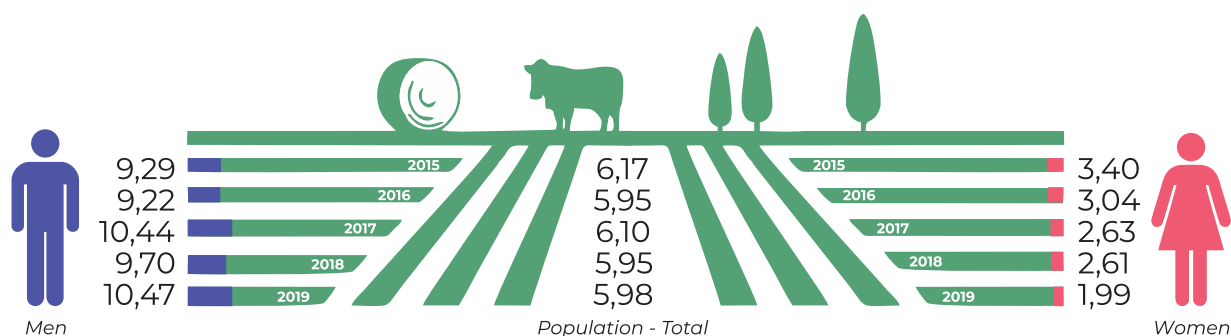 9,29 2015 6,17 2015 3,40
9,22 2016 5,95 2016 3,04
10,44 2017 6,10 2017 2,63
9,70 2018 5,95 2018 2,61
10,47 2019 5,98 2019 1,99
Men Population - Total Women